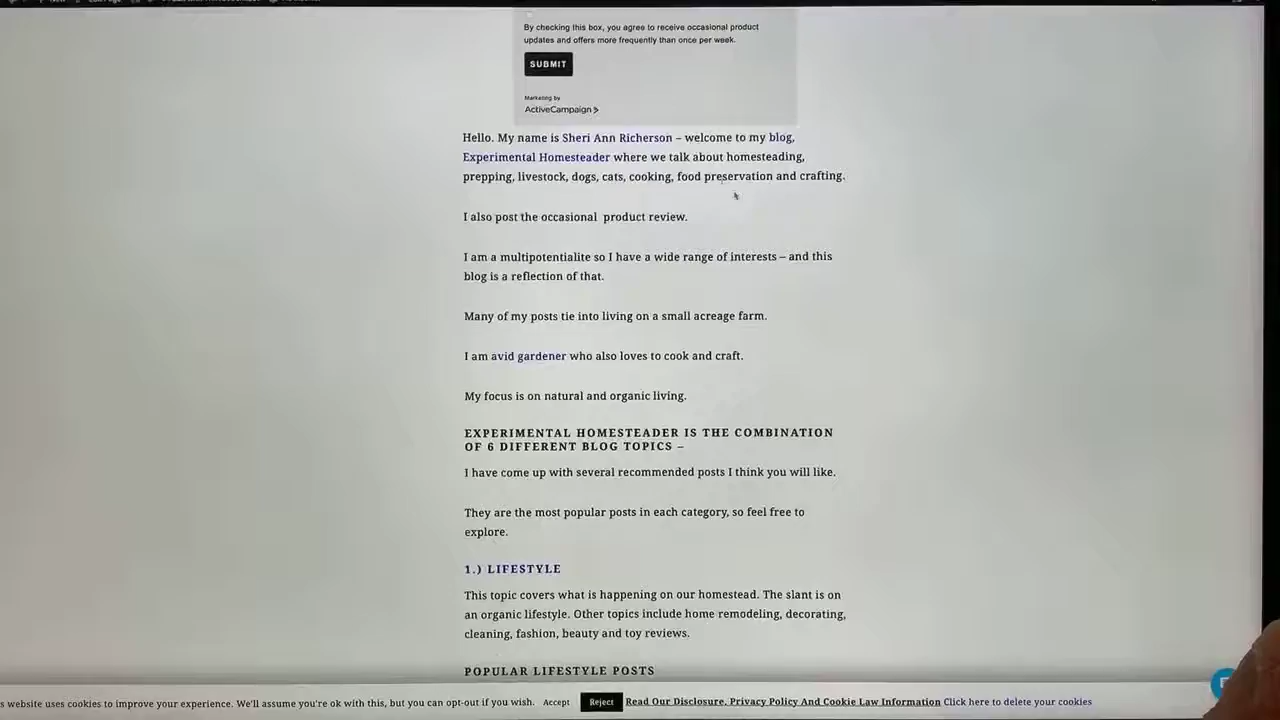 By checking this box, you agree to receive occasional product
updates and offers more frequently than once per week.
SUBMIT
Marketing by
ActiveCampaign >
Hello. My name is Sheri Ann Richerson – welcome to my blog,
Experimental Homesteader where we talk about homesteading,
prepping, livestock, dogs, cats, cooking, food preservation and crafting.
I also post the occasional  product review.
I am a multipotentialite so I have a wide range of interests – and this
blog is a reflection of that.
Many of my posts tie into living on a small acreage farm.
I am avid gardener who also loves to cook and craft.
My focus is on natural and organic living.
EXPERIMENTAL HOMESTEADER IS THE COMBINATION
OF 6 DIFFERENT BLOG TOPICS –
I have come up with several recommended posts I think you will like.
They are the most popular posts in each category, so feel free to
explore.
1.) LIFESTYLE
This topic covers what is happening on our homestead. The slant is on
an organic lifestyle. Other topics include home remodeling, decorating,
cleaning, fashion, beauty and toy reviews.
POPULAR LIFESTYLE POSTS
s website uses cookies to improve your experience. We'll assume you're ok with this, but you can opt-out if you wish. Accept Reject Read Our Disclosure, Privacy Policy And Cookie Law Information Click here to delete your cookies